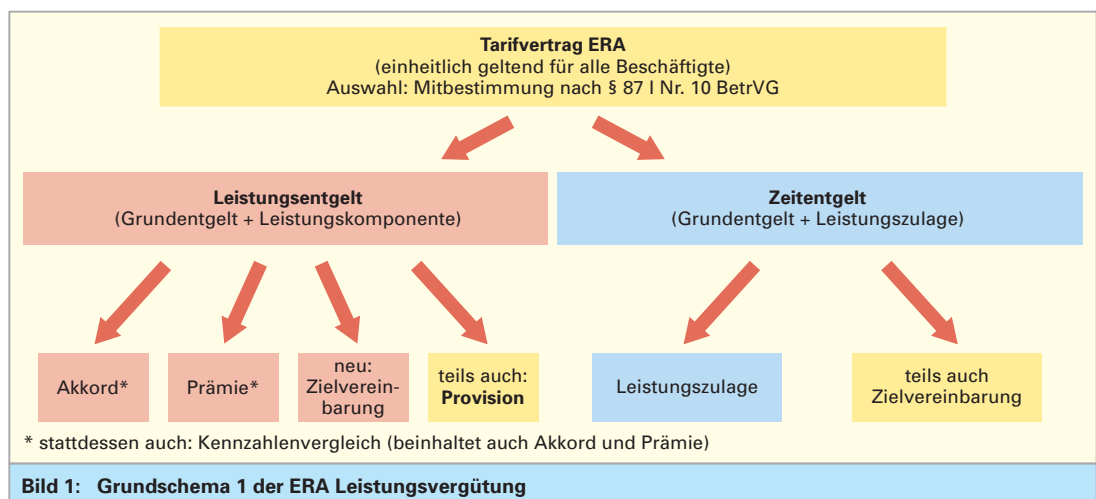 Tarifvertrag ERA
(einheitlich geltend für alle Beschäftigte)
Auswahl: Mitbestimmung nach § 87 I Nr. 10 BetrVG
Leistungsentgelt
(Grundentgelt + Leistungskomponente)
Zeitentgelt
(Grundentgelt + Leistungszulage)
Akkord*
Prämie*
neu:
Zielverein-
barung
teils auch:
Provision
Leistungszulage
teils auch
Zielvereinbarung
* stattdessen auch: Kennzahlenvergleich (beinhaltet auch Akkord und Prämie)
Bild 1: Grundschema 1 der ERA Leistungsvergütung